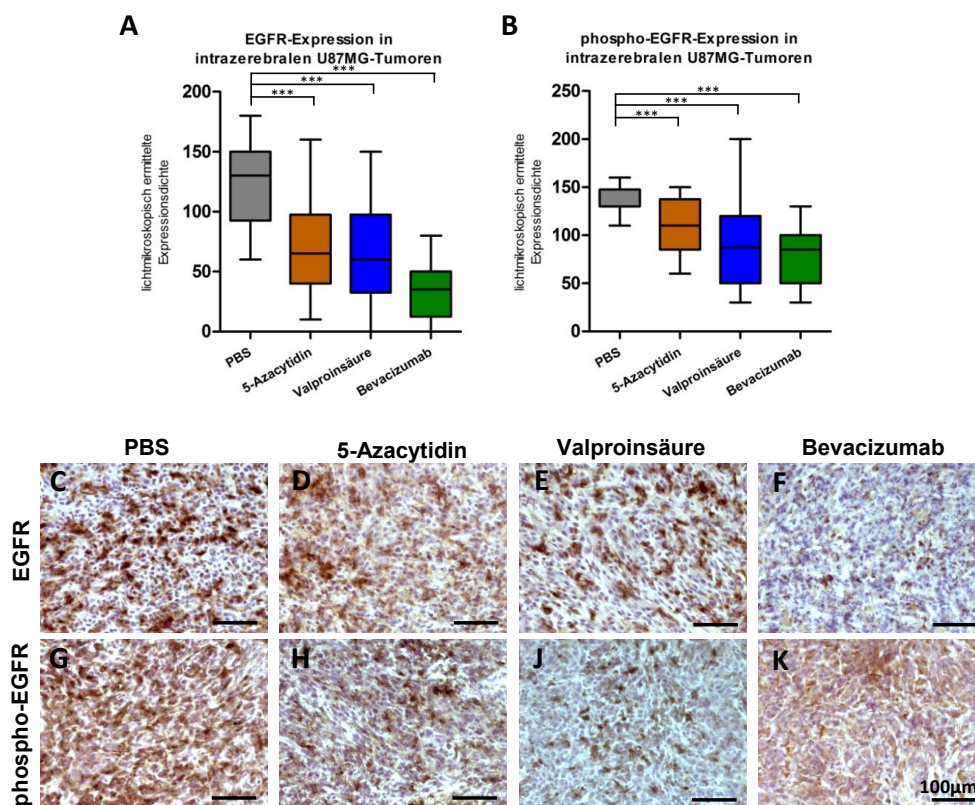 A
EGFR-Expression in
intrazerebralen U87MG-Tumoren
***
***
***
lichtmikroskopisch ermittelte
Expressionsdichte
200
150
100
50
0
PBS
5-Azacytidin
Valproinsäure
Bevacizumab
B
phospho-EGFR-Expression in
intrazerebralen U87MG-Tumoren
***
***
***
lichtmikroskopisch ermittelte
Expressionsdichte
250
200
150
100
50
0
PBS
5-Azacytidin
Valproinsäure
Bevacizumab
PBS
5-Azacytidin
Valproinsäure
Bevacizumab
EGFR
C
D
E
F
phospho-EGFR
G
H
J
K
100µm